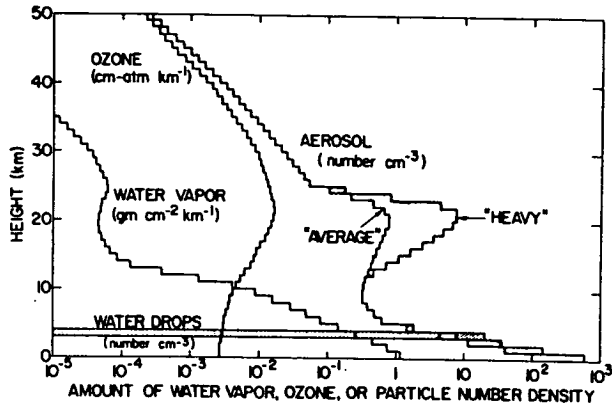 50
40
30
20
10
0
HEIGHT (km)
OZONE
(cm-atm km⁻¹)
AEROSOL
(number cm⁻³)
WATER VAPOR
(gm cm⁻² km⁻¹)
"AVERAGE"
"HEAVY"
WATER DROPS
(number cm⁻³)
10⁻⁵ 10⁻⁴ 10⁻³ 10⁻² 10⁻¹ 1 10 10² 10³
AMOUNT OF WATER VAPOR, OZONE, OR PARTICLE NUMBER DENSITY